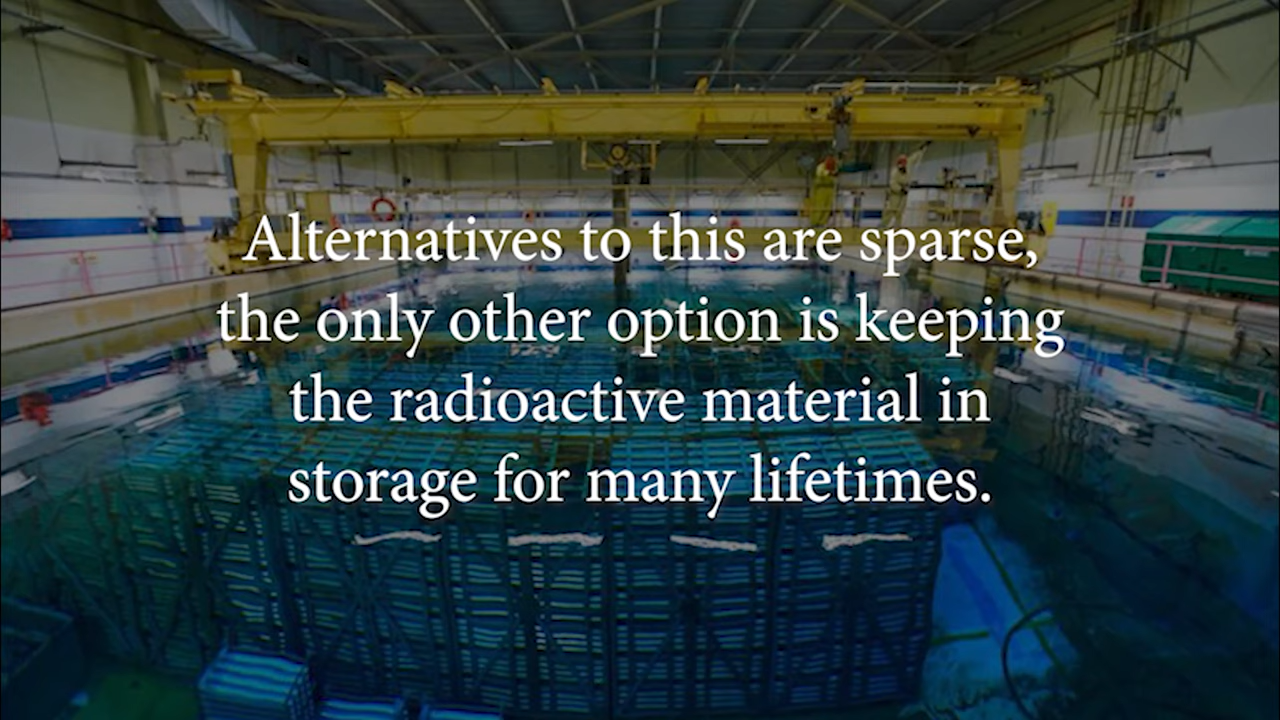 Alternatives to this are sparse,
the only other option is keeping
the radioactive material in
storage for many lifetimes.